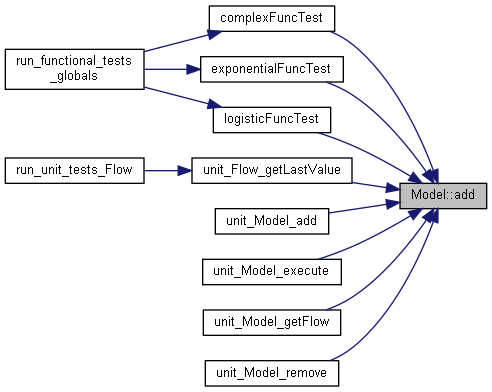 complexFuncTest
run_functional_tests
_globals
exponentialFuncTest
logisticFuncTest
run_unit_tests_Flow
unit_Flow_getLastValue
Model::add
unit_Model_add
unit_Model_execute
unit_Model_getFlow
unit_Model_remove